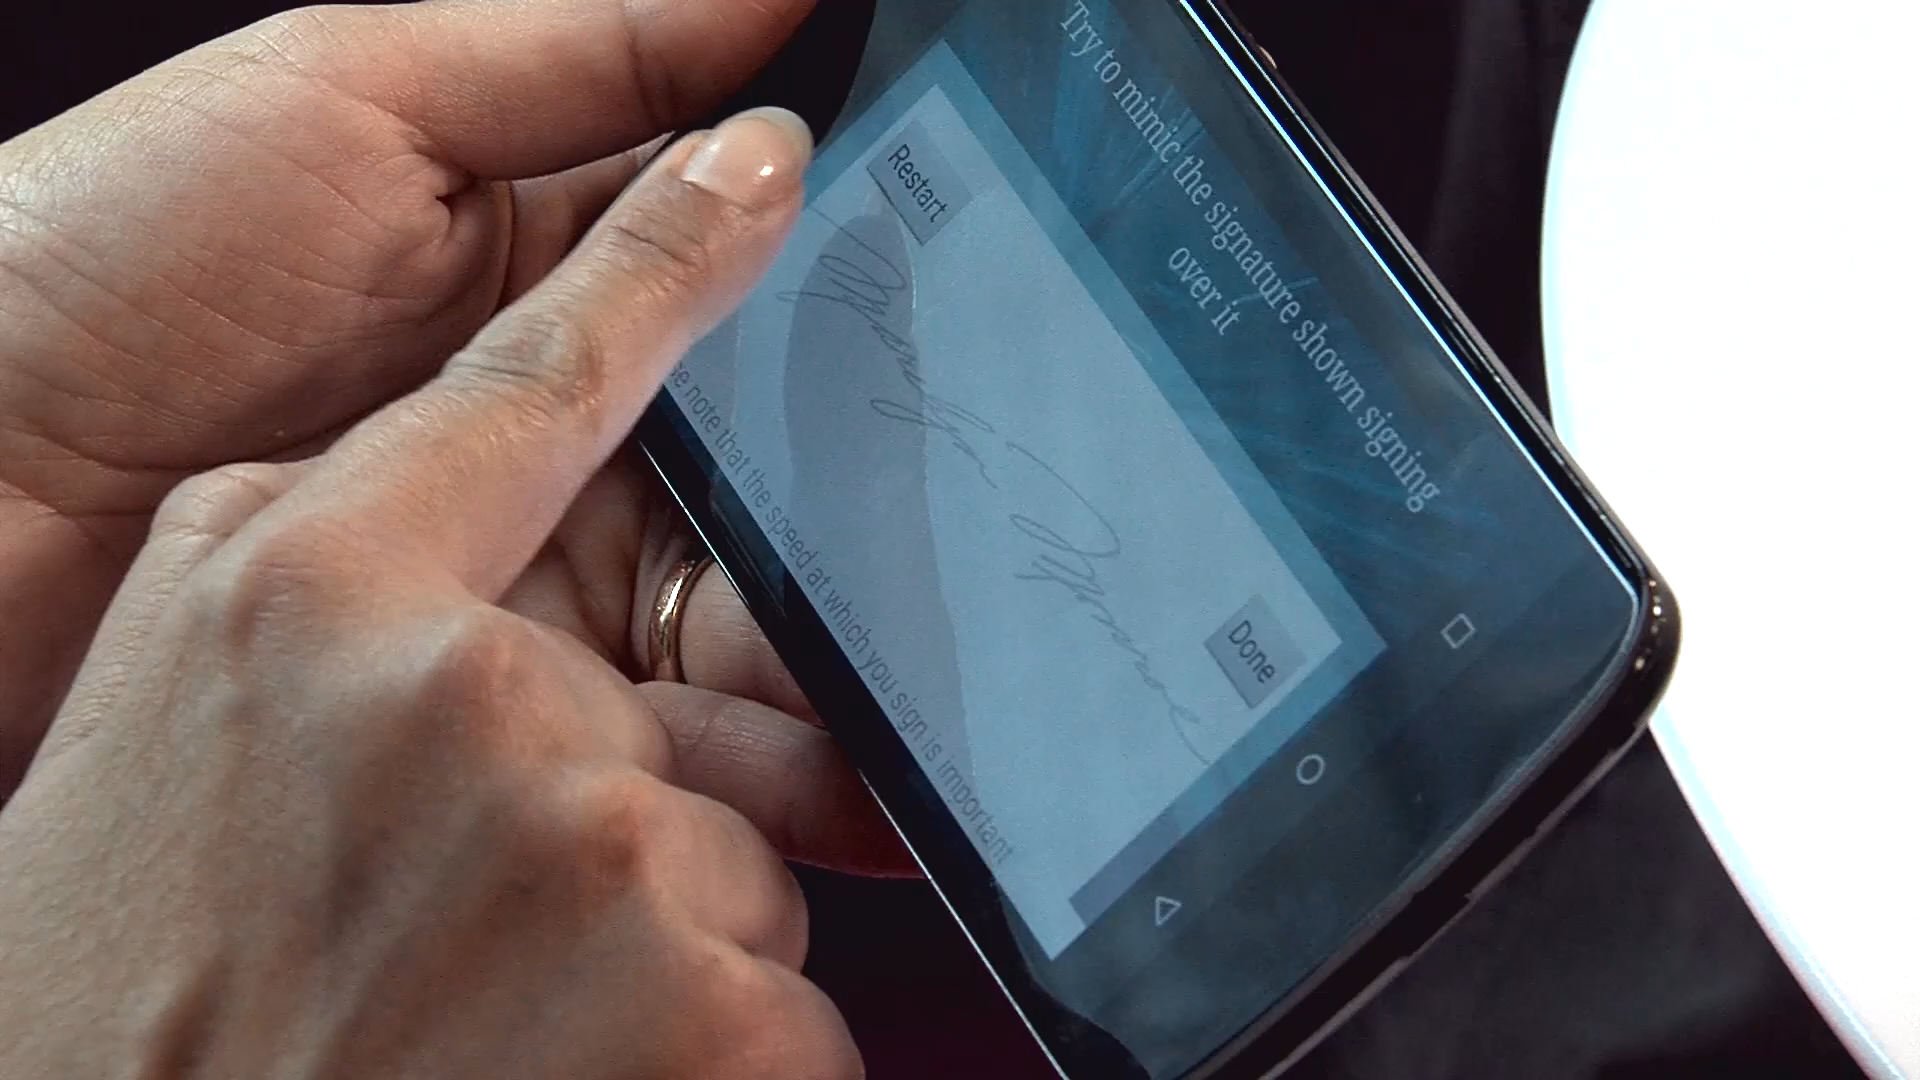 Try to mimic the signature shown signing
over it
Restart
Done
note that the speed at which you sign is important